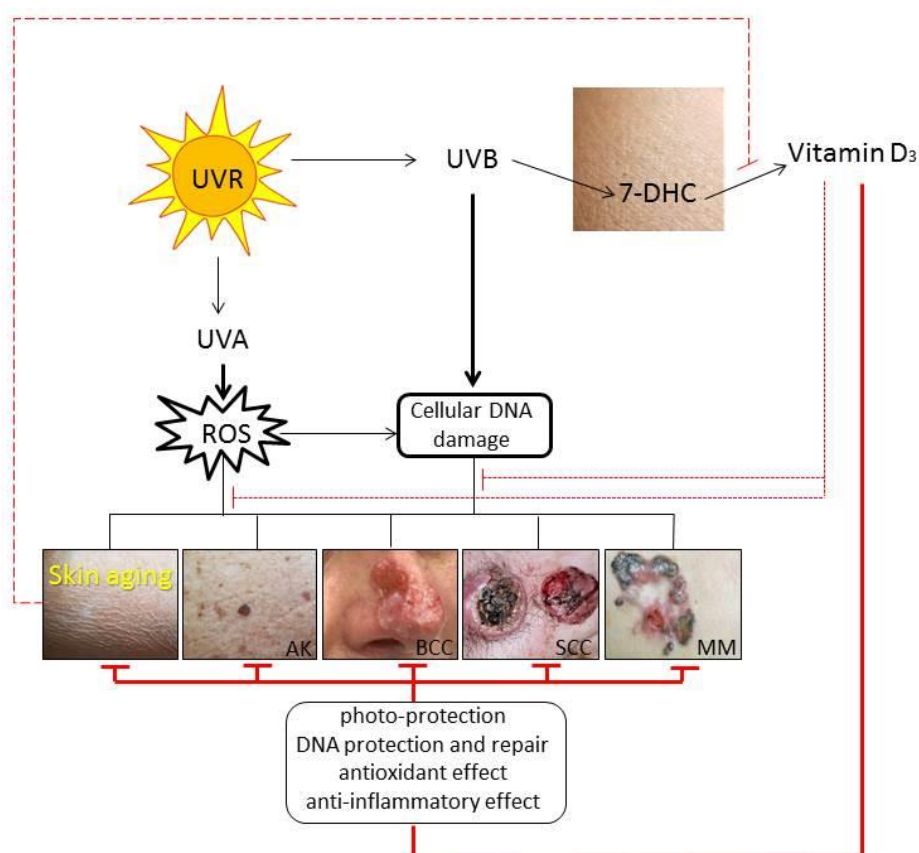 UVR
UVB
7-DHC
Vitamin D₃
UVA
ROS
Cellular DNA
damage
Skin aging
AK
BCC
SCC
MM
photo-protection
DNA protection and repair
antioxidant effect
anti-inflammatory effect